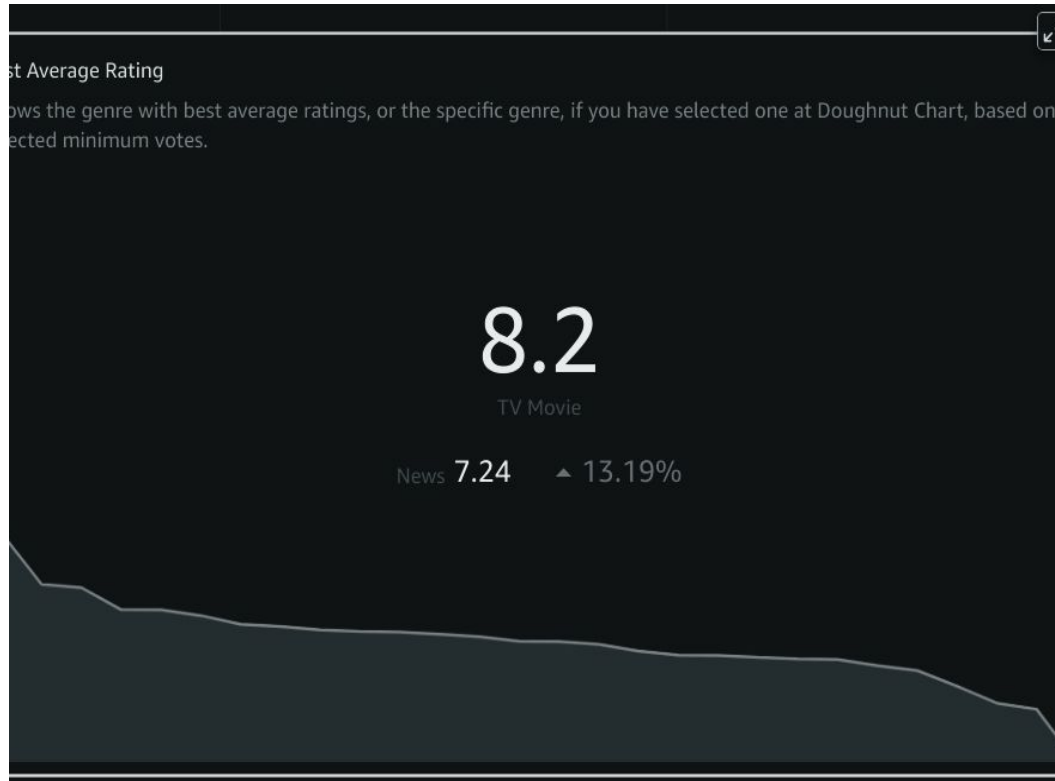 st Average Rating
ows the genre with best average ratings, or the specific genre, if you have selected one at Doughnut Chart, based on
ected minimum votes.
8.2
TV Movie
News 7.24 ▲ 13.19%